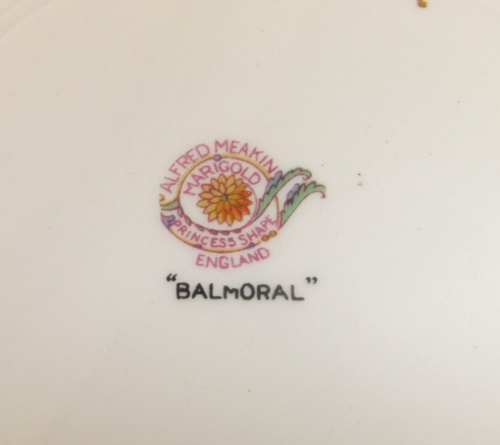 ALFRED MEAKIN
MARIGOLD
PRINCESS SHAPE
ENGLAND
"BALMORAL"